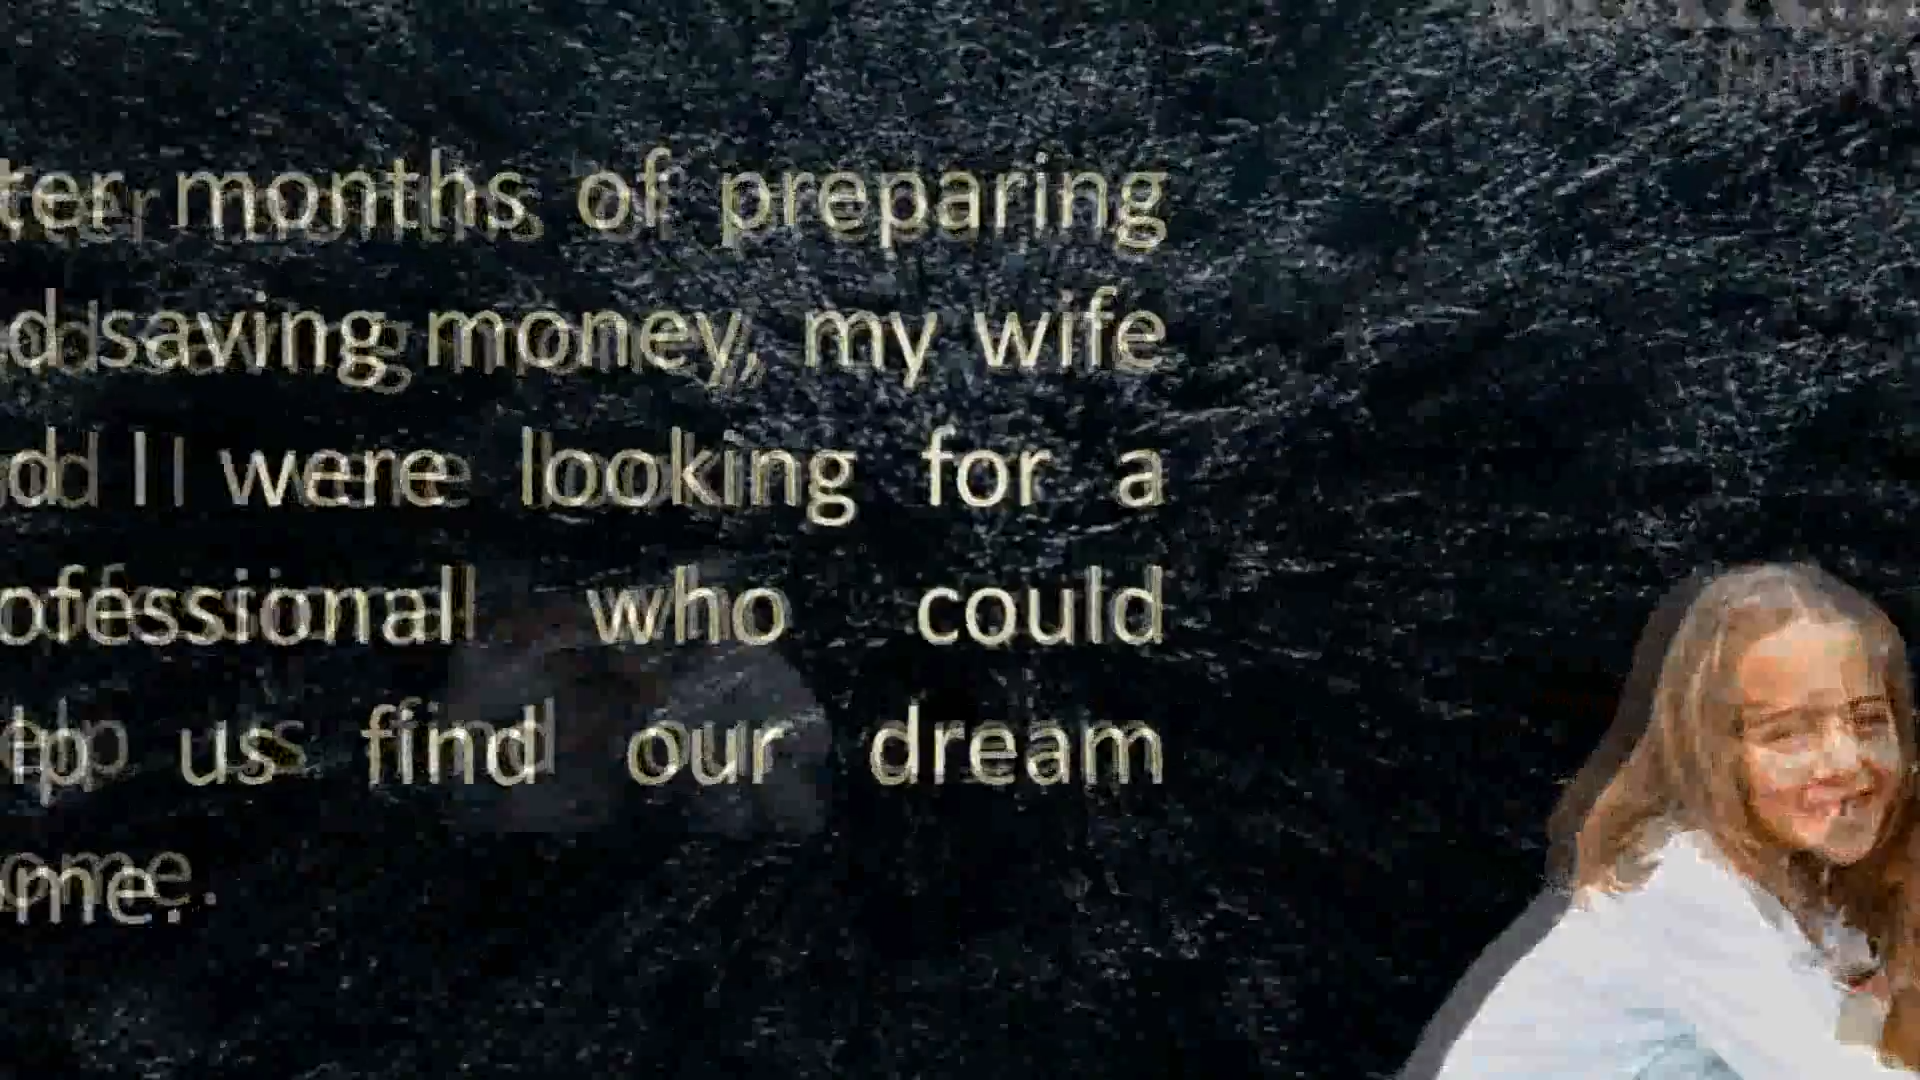 ter months of preparing
d saving money, my wife
d I were looking for a
ofessional who could
lp us find our dream
me.